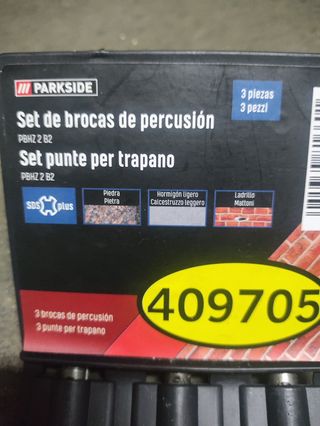 PARKSIDE
3 piezas
3 pezzi
Set de brocas de percusión
PBHZ 2 B2
Set punte per trapano
PBHZ 2 B2
SDS plus
Piedra
Pietra
Hormigón ligero
Calcestruzzo leggero
Ladrillo
Mattoni
3 brocas de percusión
3 punte per trapano
409705